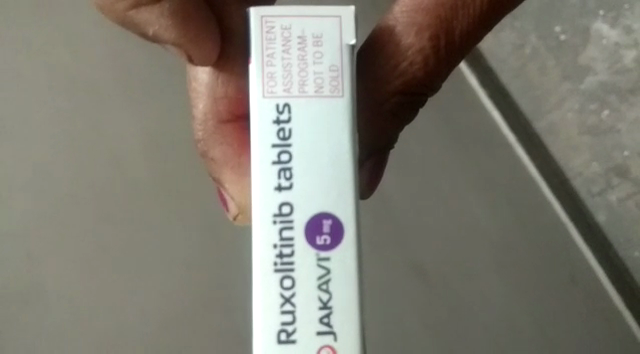 FOR PATIENT
ASSISTANCE
PROGRAM–
NOT TO BE
SOLD
Ruxolitinib tablets
JAKAVI® 5 mg